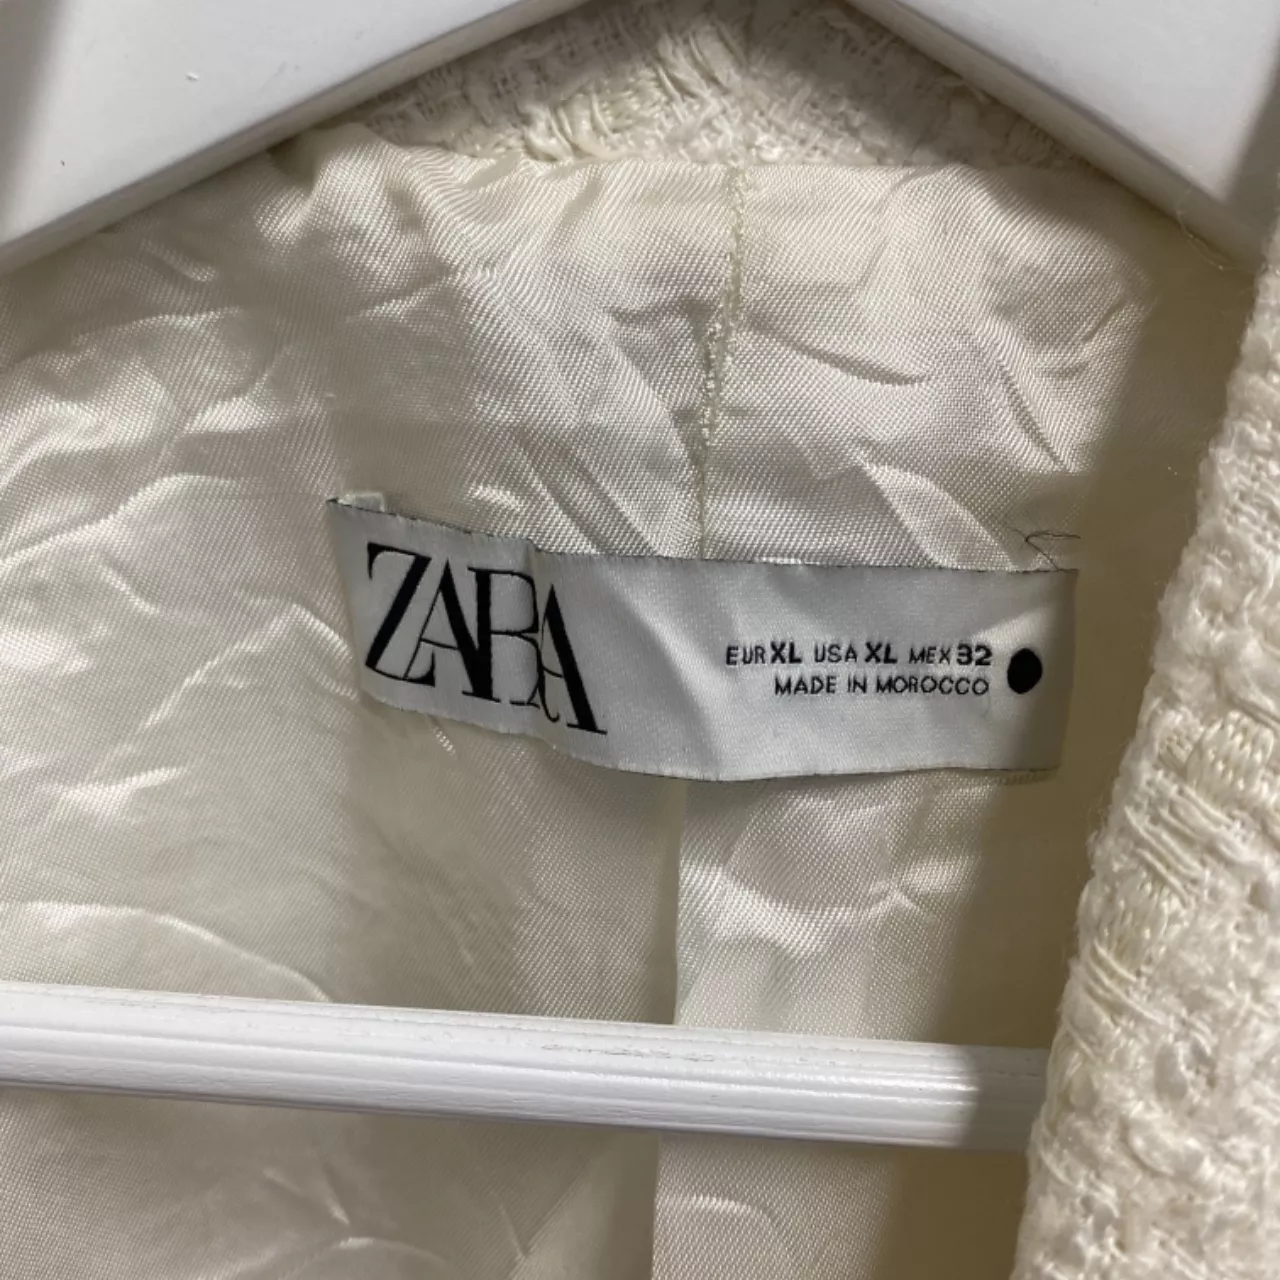 ZARA
EUR XL USA XL MEX 32
MADE IN MOROCCO